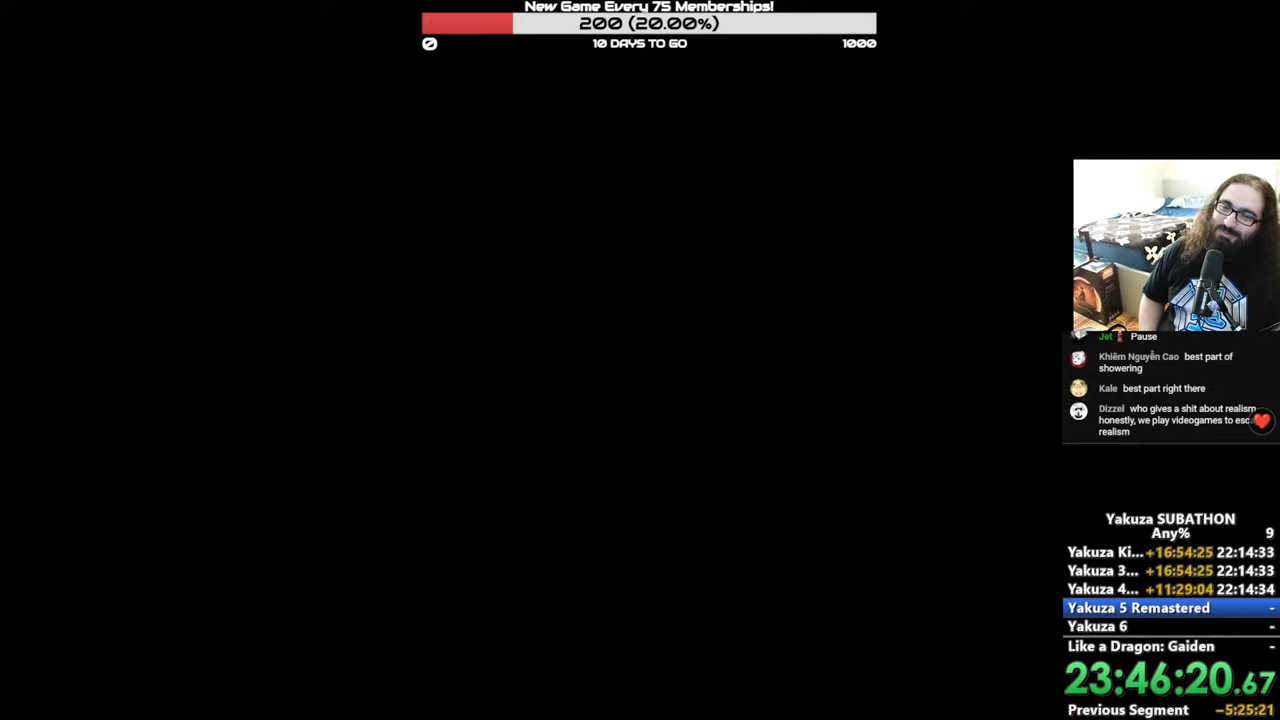 New Game Every 75 Memberships!
200 (20.00%)
0
10 DAYS TO GO
1000
Jet Pause
Khiêm Nguyễn Cao best part of
showering
Kale best part right there
Dizzel who gives a shit about realism
honestly, we play videogames to esc
realism
Yakuza SUBATHON
Any% 9
Yakuza Ki... +16:54:25 22:14:33
Yakuza 3... +16:54:25 22:14:33
Yakuza 4... +11:29:04 22:14:34
Yakuza 5 Remastered -
Yakuza 6 -
Like a Dragon: Gaiden -
23:46:20.67
Previous Segment −5:25:21